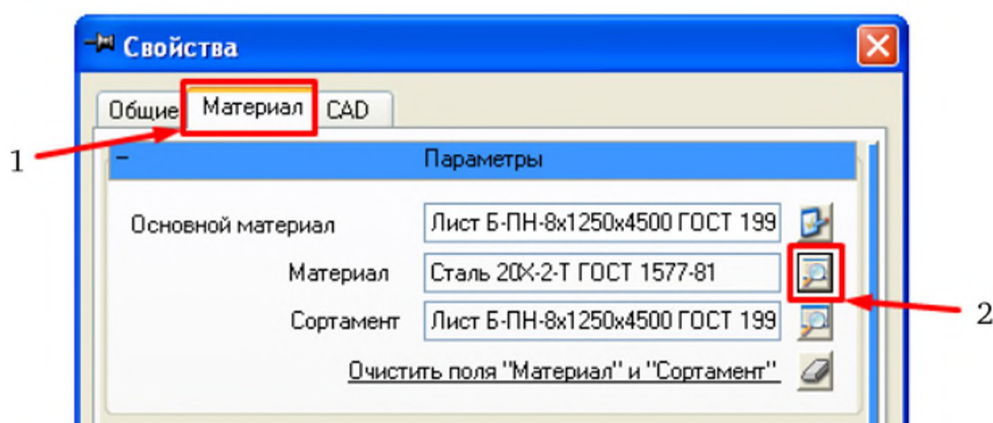 Свойства
Общие Материал CAD
1
Параметры
Основной материал Лист Б-ПН-8х1250х4500 ГОСТ 199
Материал Сталь 20Х-2-Т ГОСТ 1577-81
2
Сортамент Лист Б-ПН-8х1250х4500 ГОСТ 199
Очистить поля "Материал" и "Сортамент"